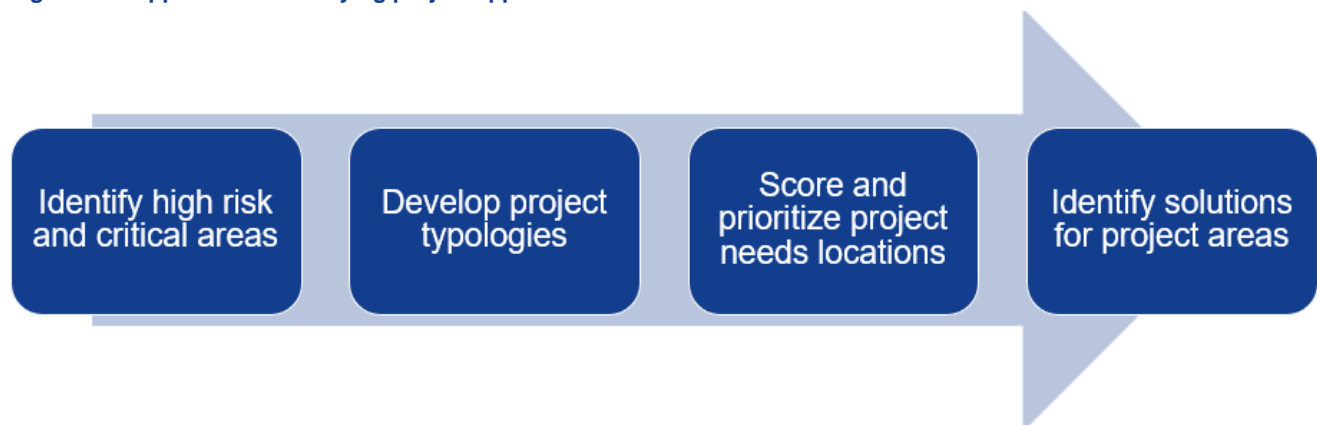 Identify high risk
and critical areas
Develop project
typologies
Score and
prioritize project
needs locations
Identify solutions
for project areas